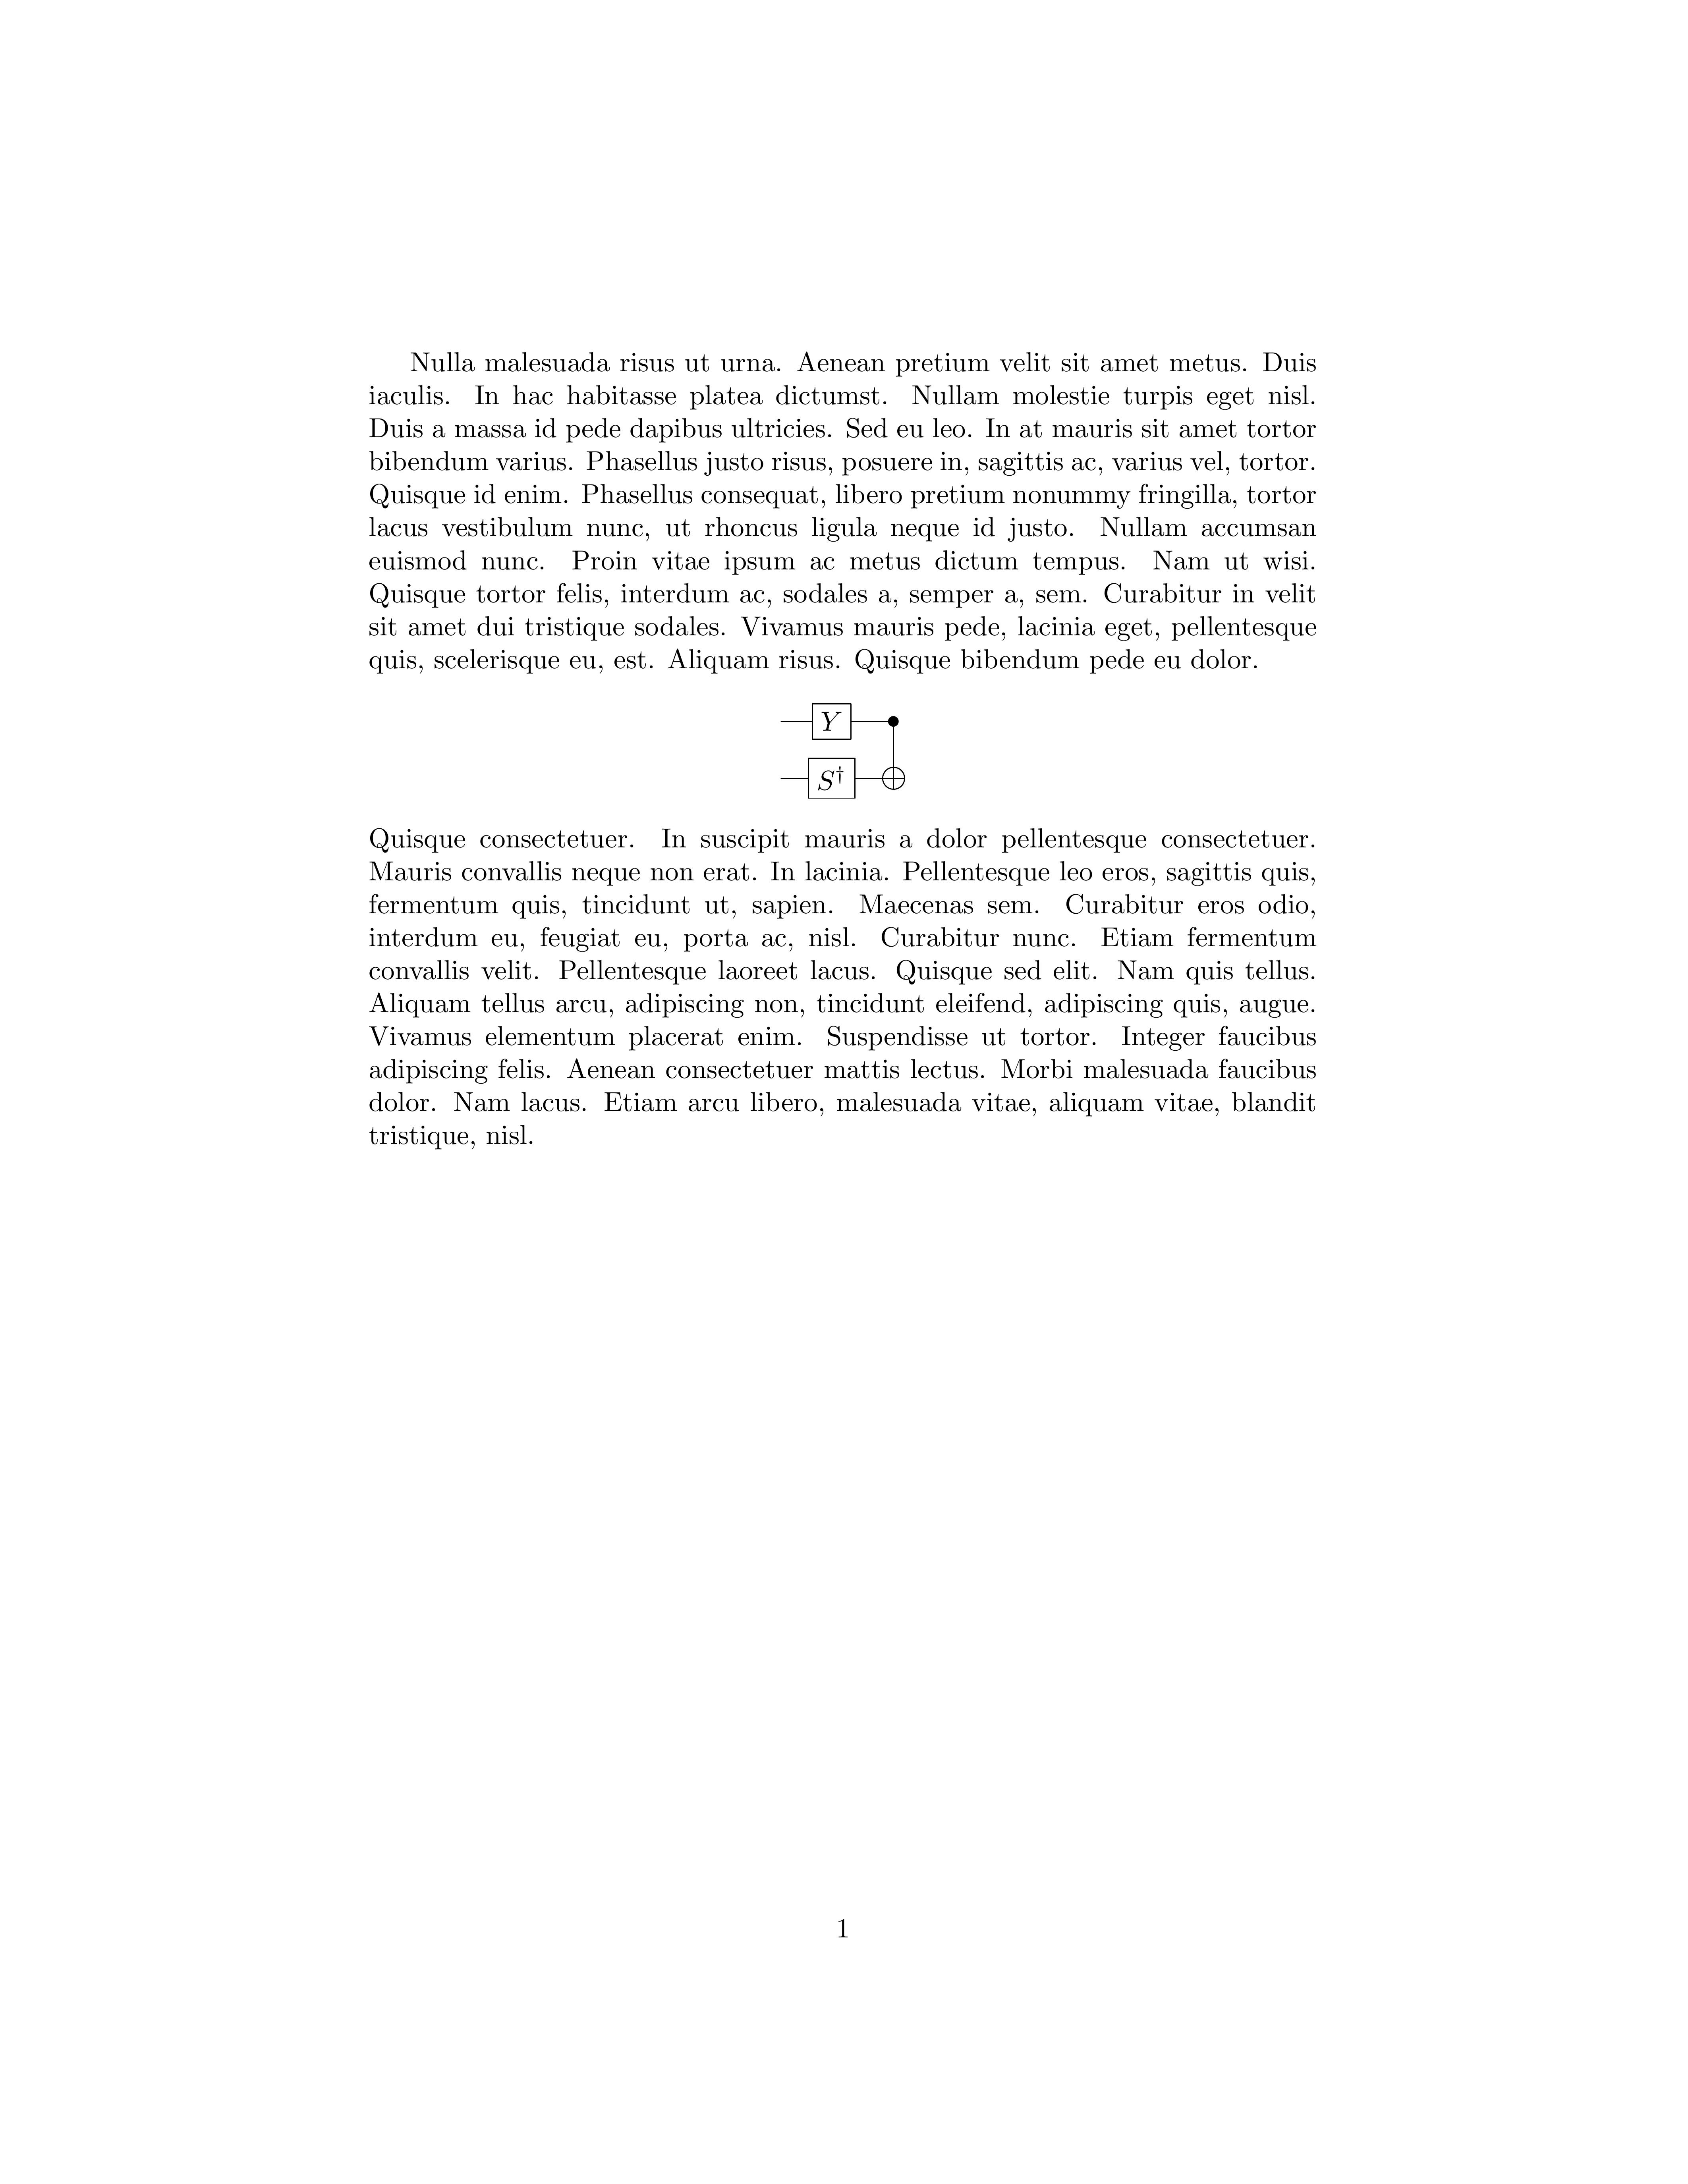 Nulla malesuada risus ut urna. Aenean pretium velit sit amet metus. Duis
iaculis. In hac habitasse platea dictumst. Nullam molestie turpis eget nisl.
Duis a massa id pede dapibus ultricies. Sed eu leo. In at mauris sit amet tortor
bibendum varius. Phasellus justo risus, posuere in, sagittis ac, varius vel, tortor.
Quisque id enim. Phasellus consequat, libero pretium nonummy fringilla, tortor
lacus vestibulum nunc, ut rhoncus ligula neque id justo. Nullam accumsan
euismod nunc. Proin vitae ipsum ac metus dictum tempus. Nam ut wisi.
Quisque tortor felis, interdum ac, sodales a, semper a, sem. Curabitur in velit
sit amet dui tristique sodales. Vivamus mauris pede, lacinia eget, pellentesque
quis, scelerisque eu, est. Aliquam risus. Quisque bibendum pede eu dolor.
Y
S†
Quisque consectetuer. In suscipit mauris a dolor pellentesque consectetuer.
Mauris convallis neque non erat. In lacinia. Pellentesque leo eros, sagittis quis,
fermentum quis, tincidunt ut, sapien. Maecenas sem. Curabitur eros odio,
interdum eu, feugiat eu, porta ac, nisl. Curabitur nunc. Etiam fermentum
convallis velit. Pellentesque laoreet lacus. Quisque sed elit. Nam quis tellus.
Aliquam tellus arcu, adipiscing non, tincidunt eleifend, adipiscing quis, augue.
Vivamus elementum placerat enim. Suspendisse ut tortor. Integer faucibus
adipiscing felis. Aenean consectetuer mattis lectus. Morbi malesuada faucibus
dolor. Nam lacus. Etiam arcu libero, malesuada vitae, aliquam vitae, blandit
tristique, nisl.
1